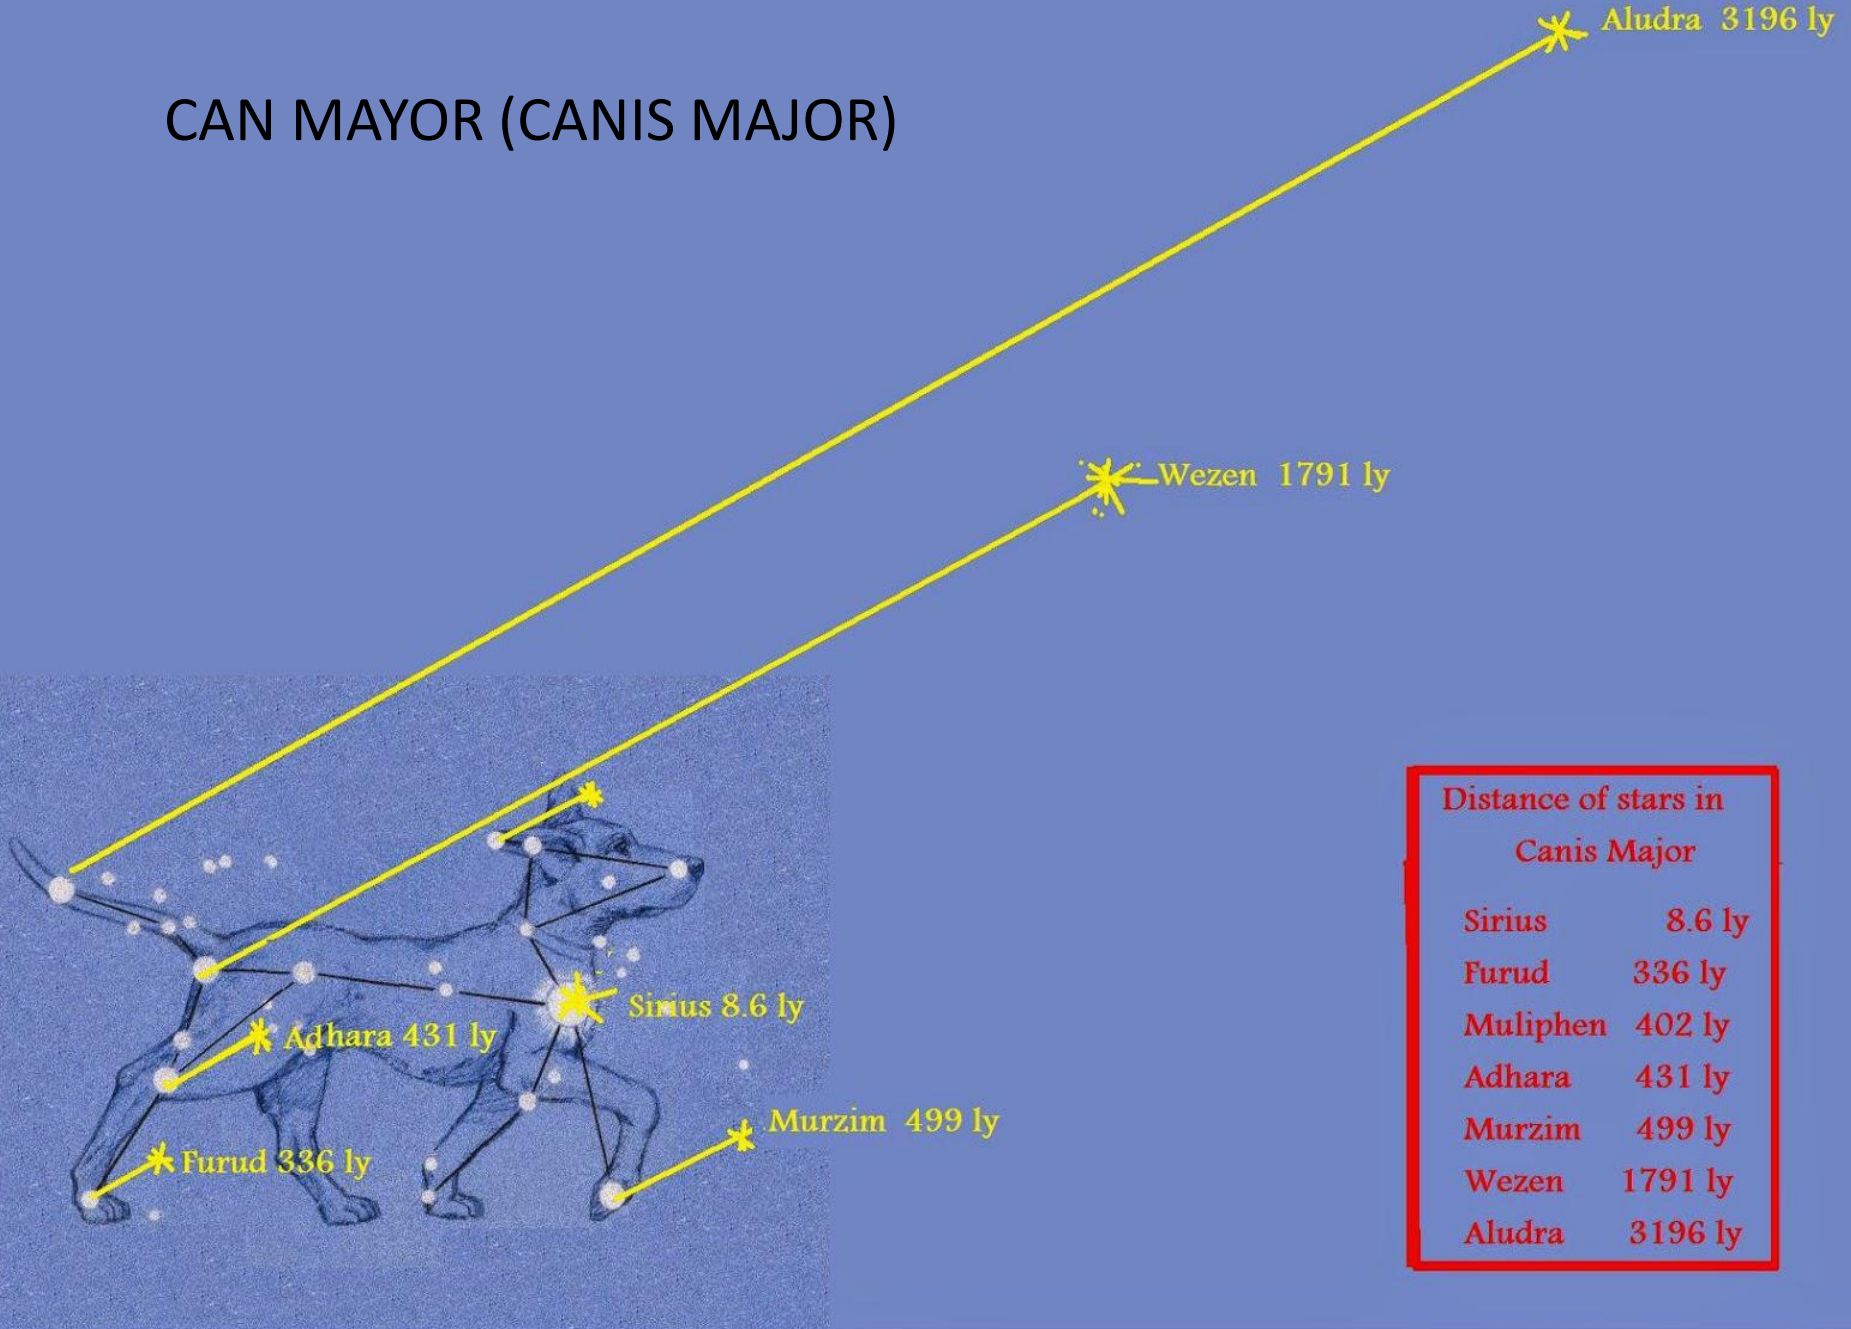 Aludra 3196 ly
CAN MAYOR (CANIS MAJOR)
Wezen 1791 ly
Sirius 8.6 ly
Adhara 431 ly
Murzim 499 ly
Furud 336 ly
Distance of stars in
Canis Major
Sirius 8.6 ly
Furud 336 ly
Muliphen 402 ly
Adhara 431 ly
Murzim 499 ly
Wezen 1791 ly
Aludra 3196 ly